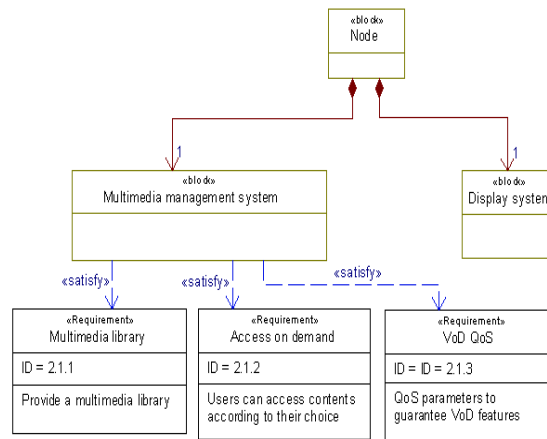 «block»
Node
1
1
«block»
Multimedia management system
«block»
Display system
«satisfy»
«satisfy»
«satisfy»
«Requirement»
Multimedia library
ID = 2.1.1
Provide a multimedia library
«Requirement»
Access on demand
ID = 2.1.2
Users can access contents
according to their choice
«Requirement»
VoD QoS
ID = ID = 2.1.3
QoS parameters to
guarantee VoD features